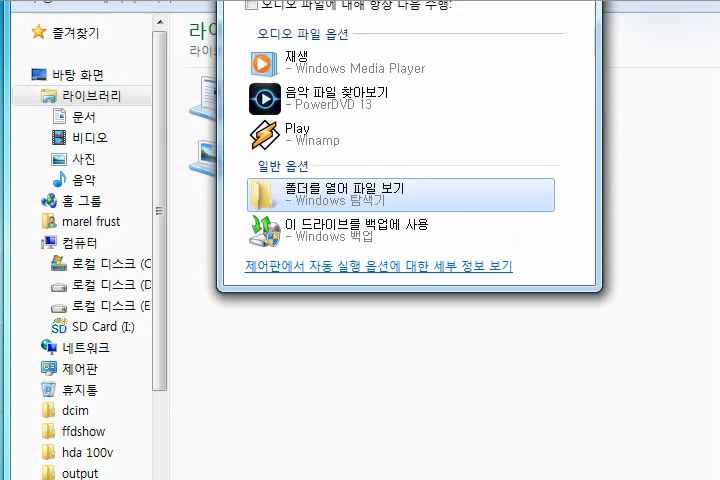 오디오 파일에 대해 항상 다음 수행:
오디오 파일 옵션
재생
- Windows Media Player
음악 파일 찾아보기
- PowerDVD 13
Play
- Winamp
일반 옵션
폴더를 열어 파일 보기
- Windows 탐색기
이 드라이브를 백업에 사용
- Windows 백업
제어판에서 자동 실행 옵션에 대한 세부 정보 보기
즐겨찾기
바탕 화면
라이브러리
문서
비디오
사진
음악
홈 그룹
marel frust
컴퓨터
로컬 디스크 (C
로컬 디스크 (D
로컬 디스크 (E
SD Card (I:)
네트워크
제어판
휴지통
dcim
ffdshow
hda 100v
output